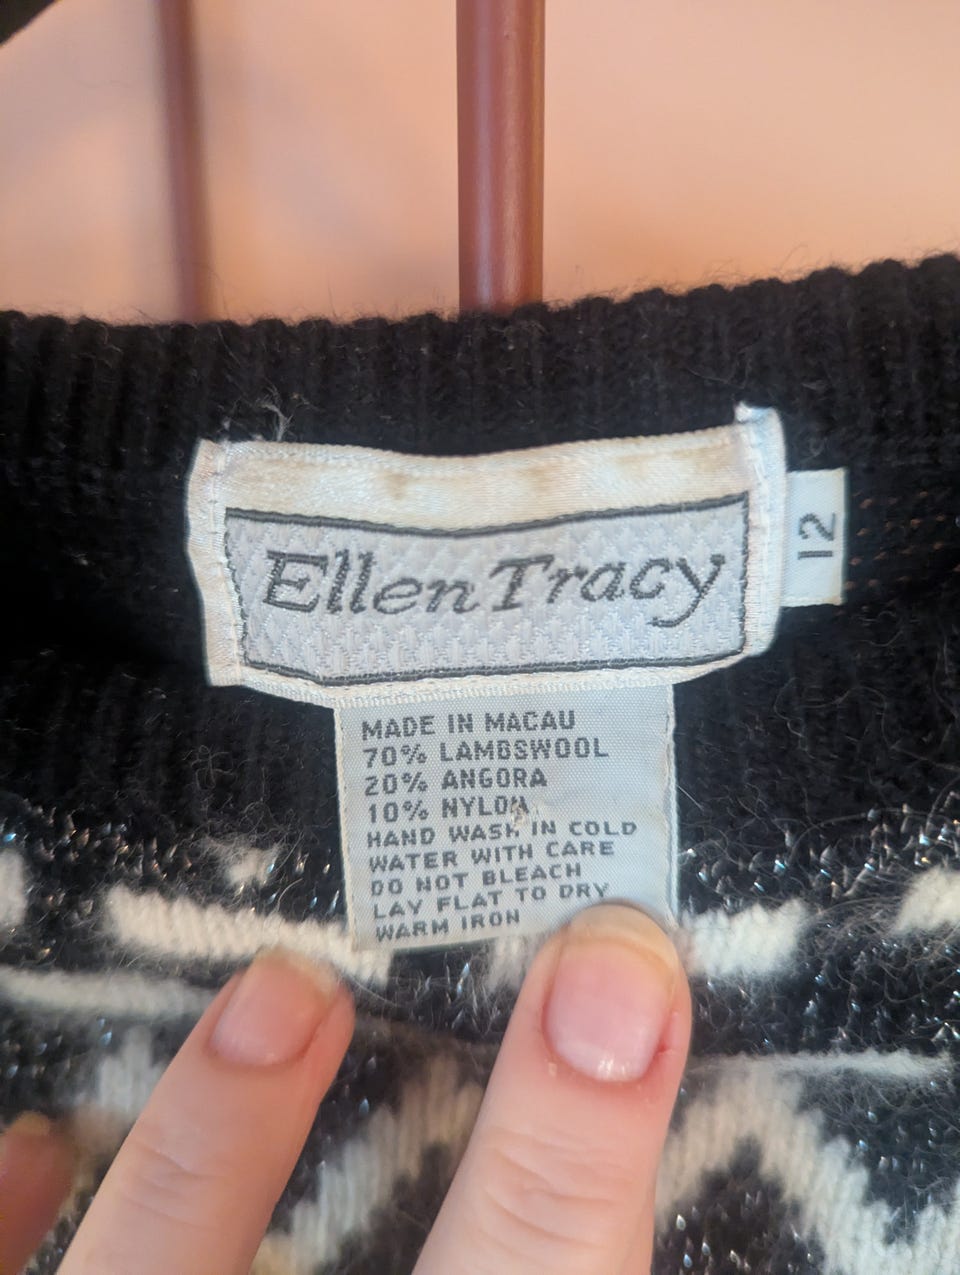 Ellen Tracy
12
MADE IN MACAU
70% LAMBSWOOL
20% ANGORA
10% NYLON
HAND WASH IN COLD
WATER WITH CARE
DO NOT BLEACH
LAY FLAT TO DRY
WARM IRON